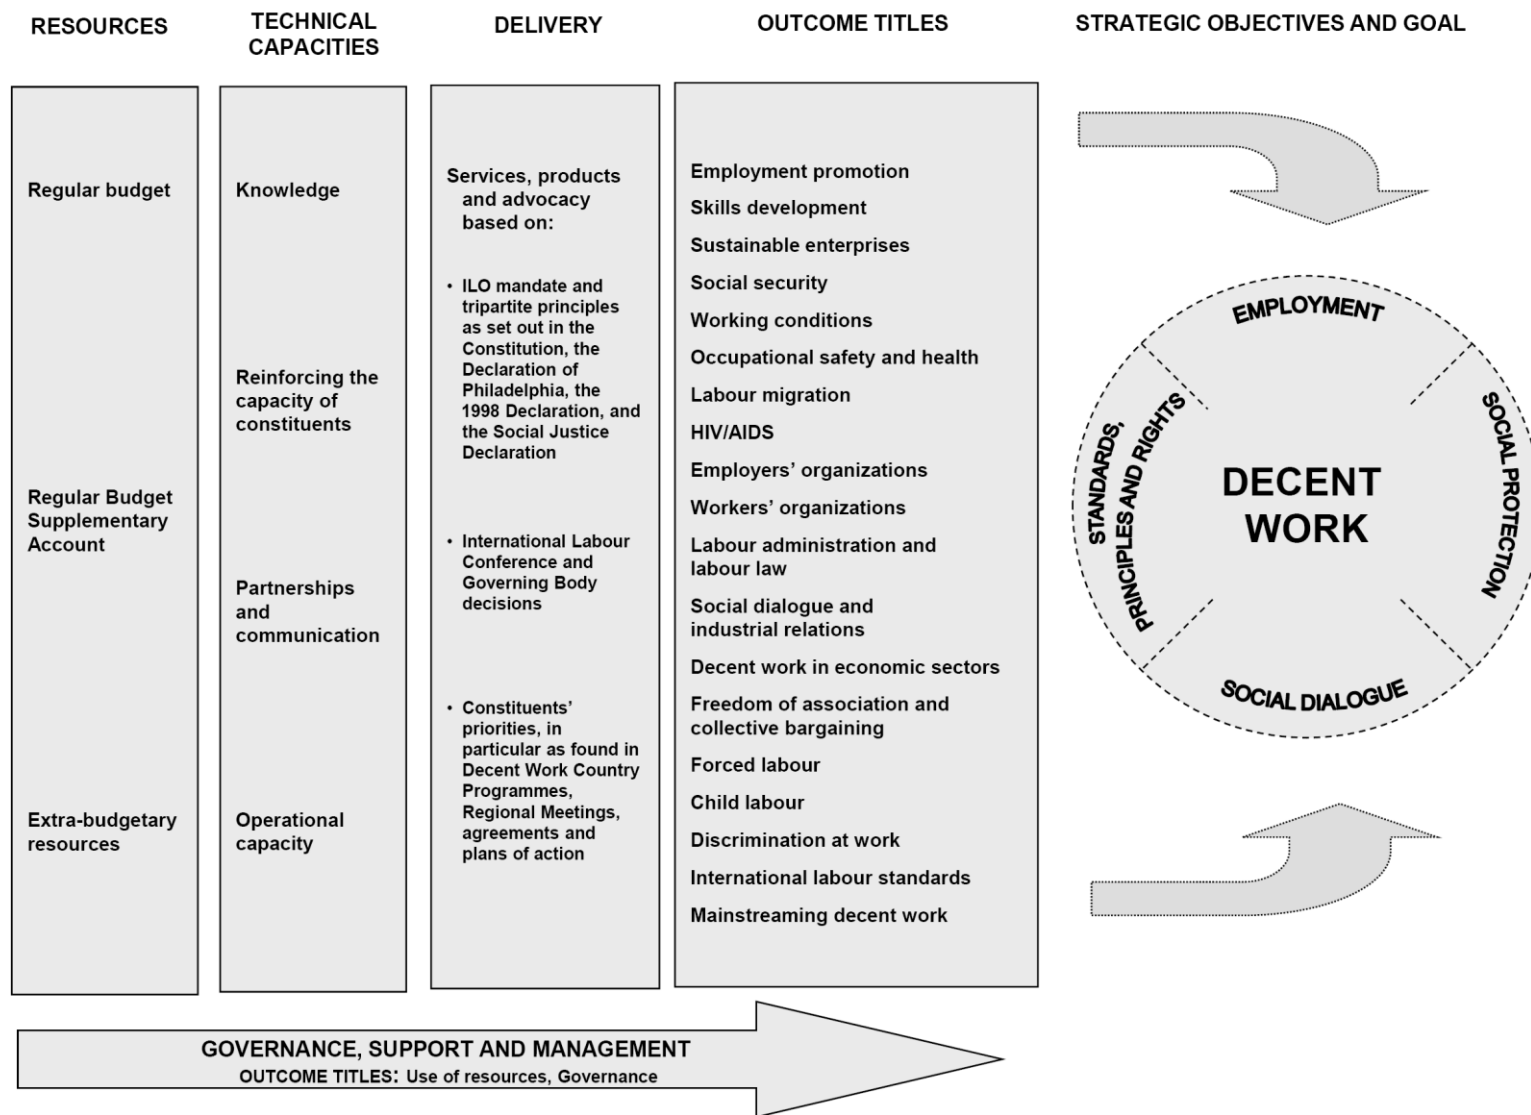 RESOURCES
TECHNICAL
CAPACITIES
DELIVERY
OUTCOME TITLES
STRATEGIC OBJECTIVES AND GOAL
Regular budget
Regular Budget
Supplementary
Account
Extra-budgetary
resources
Knowledge
Reinforcing the
capacity of
constituents
Partnerships
and
communication
Operational
capacity
Services, products
and advocacy
based on:
• ILO mandate and
tripartite principles
as set out in the
Constitution, the
Declaration of
Philadelphia, the
1998 Declaration, and
the Social Justice
Declaration
• International Labour
Conference and
Governing Body
decisions
• Constituents'
priorities, in
particular as found in
Decent Work Country
Programmes,
Regional Meetings,
agreements and
plans of action
Employment promotion
Skills development
Sustainable enterprises
Social security
Working conditions
Occupational safety and health
Labour migration
HIV/AIDS
Employers' organizations
Workers' organizations
Labour administration and
labour law
Social dialogue and
industrial relations
Decent work in economic sectors
Freedom of association and
collective bargaining
Forced labour
Child labour
Discrimination at work
International labour standards
Mainstreaming decent work
EMPLOYMENT
STANDARDS,
PRINCIPLES AND RIGHTS
DECENT
WORK
SOCIAL PROTECTION
SOCIAL DIALOGUE
GOVERNANCE, SUPPORT AND MANAGEMENT
OUTCOME TITLES: Use of resources, Governance